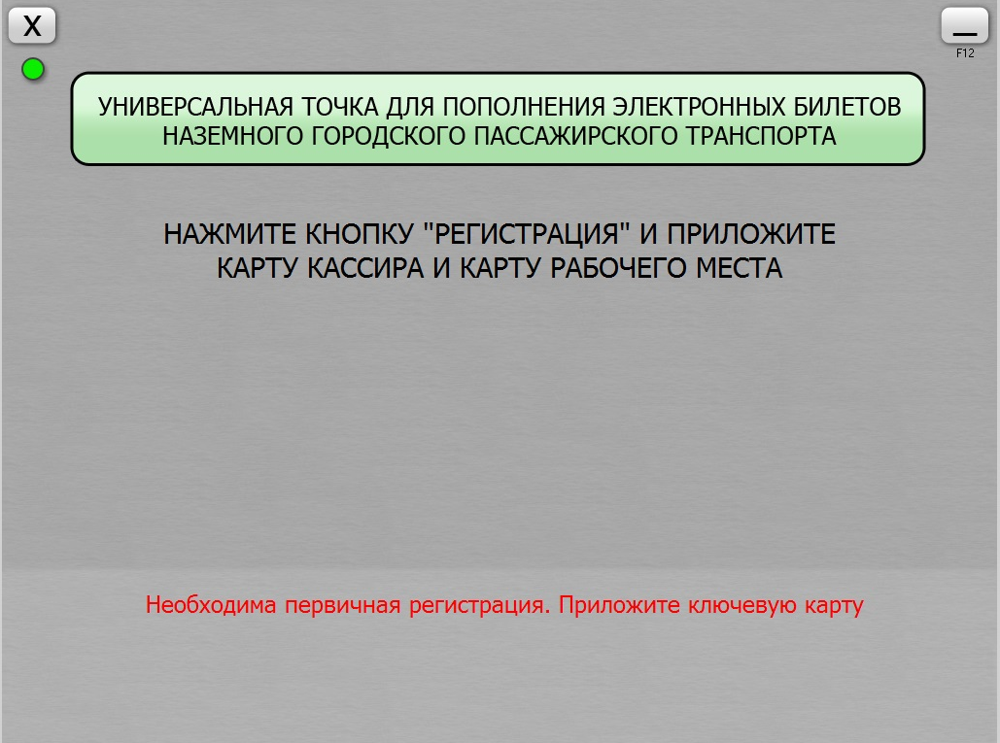 X
F12
УНИВЕРСАЛЬНАЯ ТОЧКА ДЛЯ ПОПОЛНЕНИЯ ЭЛЕКТРОННЫХ БИЛЕТОВ
НАЗЕМНОГО ГОРОДСКОГО ПАССАЖИРСКОГО ТРАНСПОРТА
НАЖМИТЕ КНОПКУ "РЕГИСТРАЦИЯ" И ПРИЛОЖИТЕ
КАРТУ КАССИРА И КАРТУ РАБОЧЕГО МЕСТА
Необходима первичная регистрация. Приложите ключевую карту